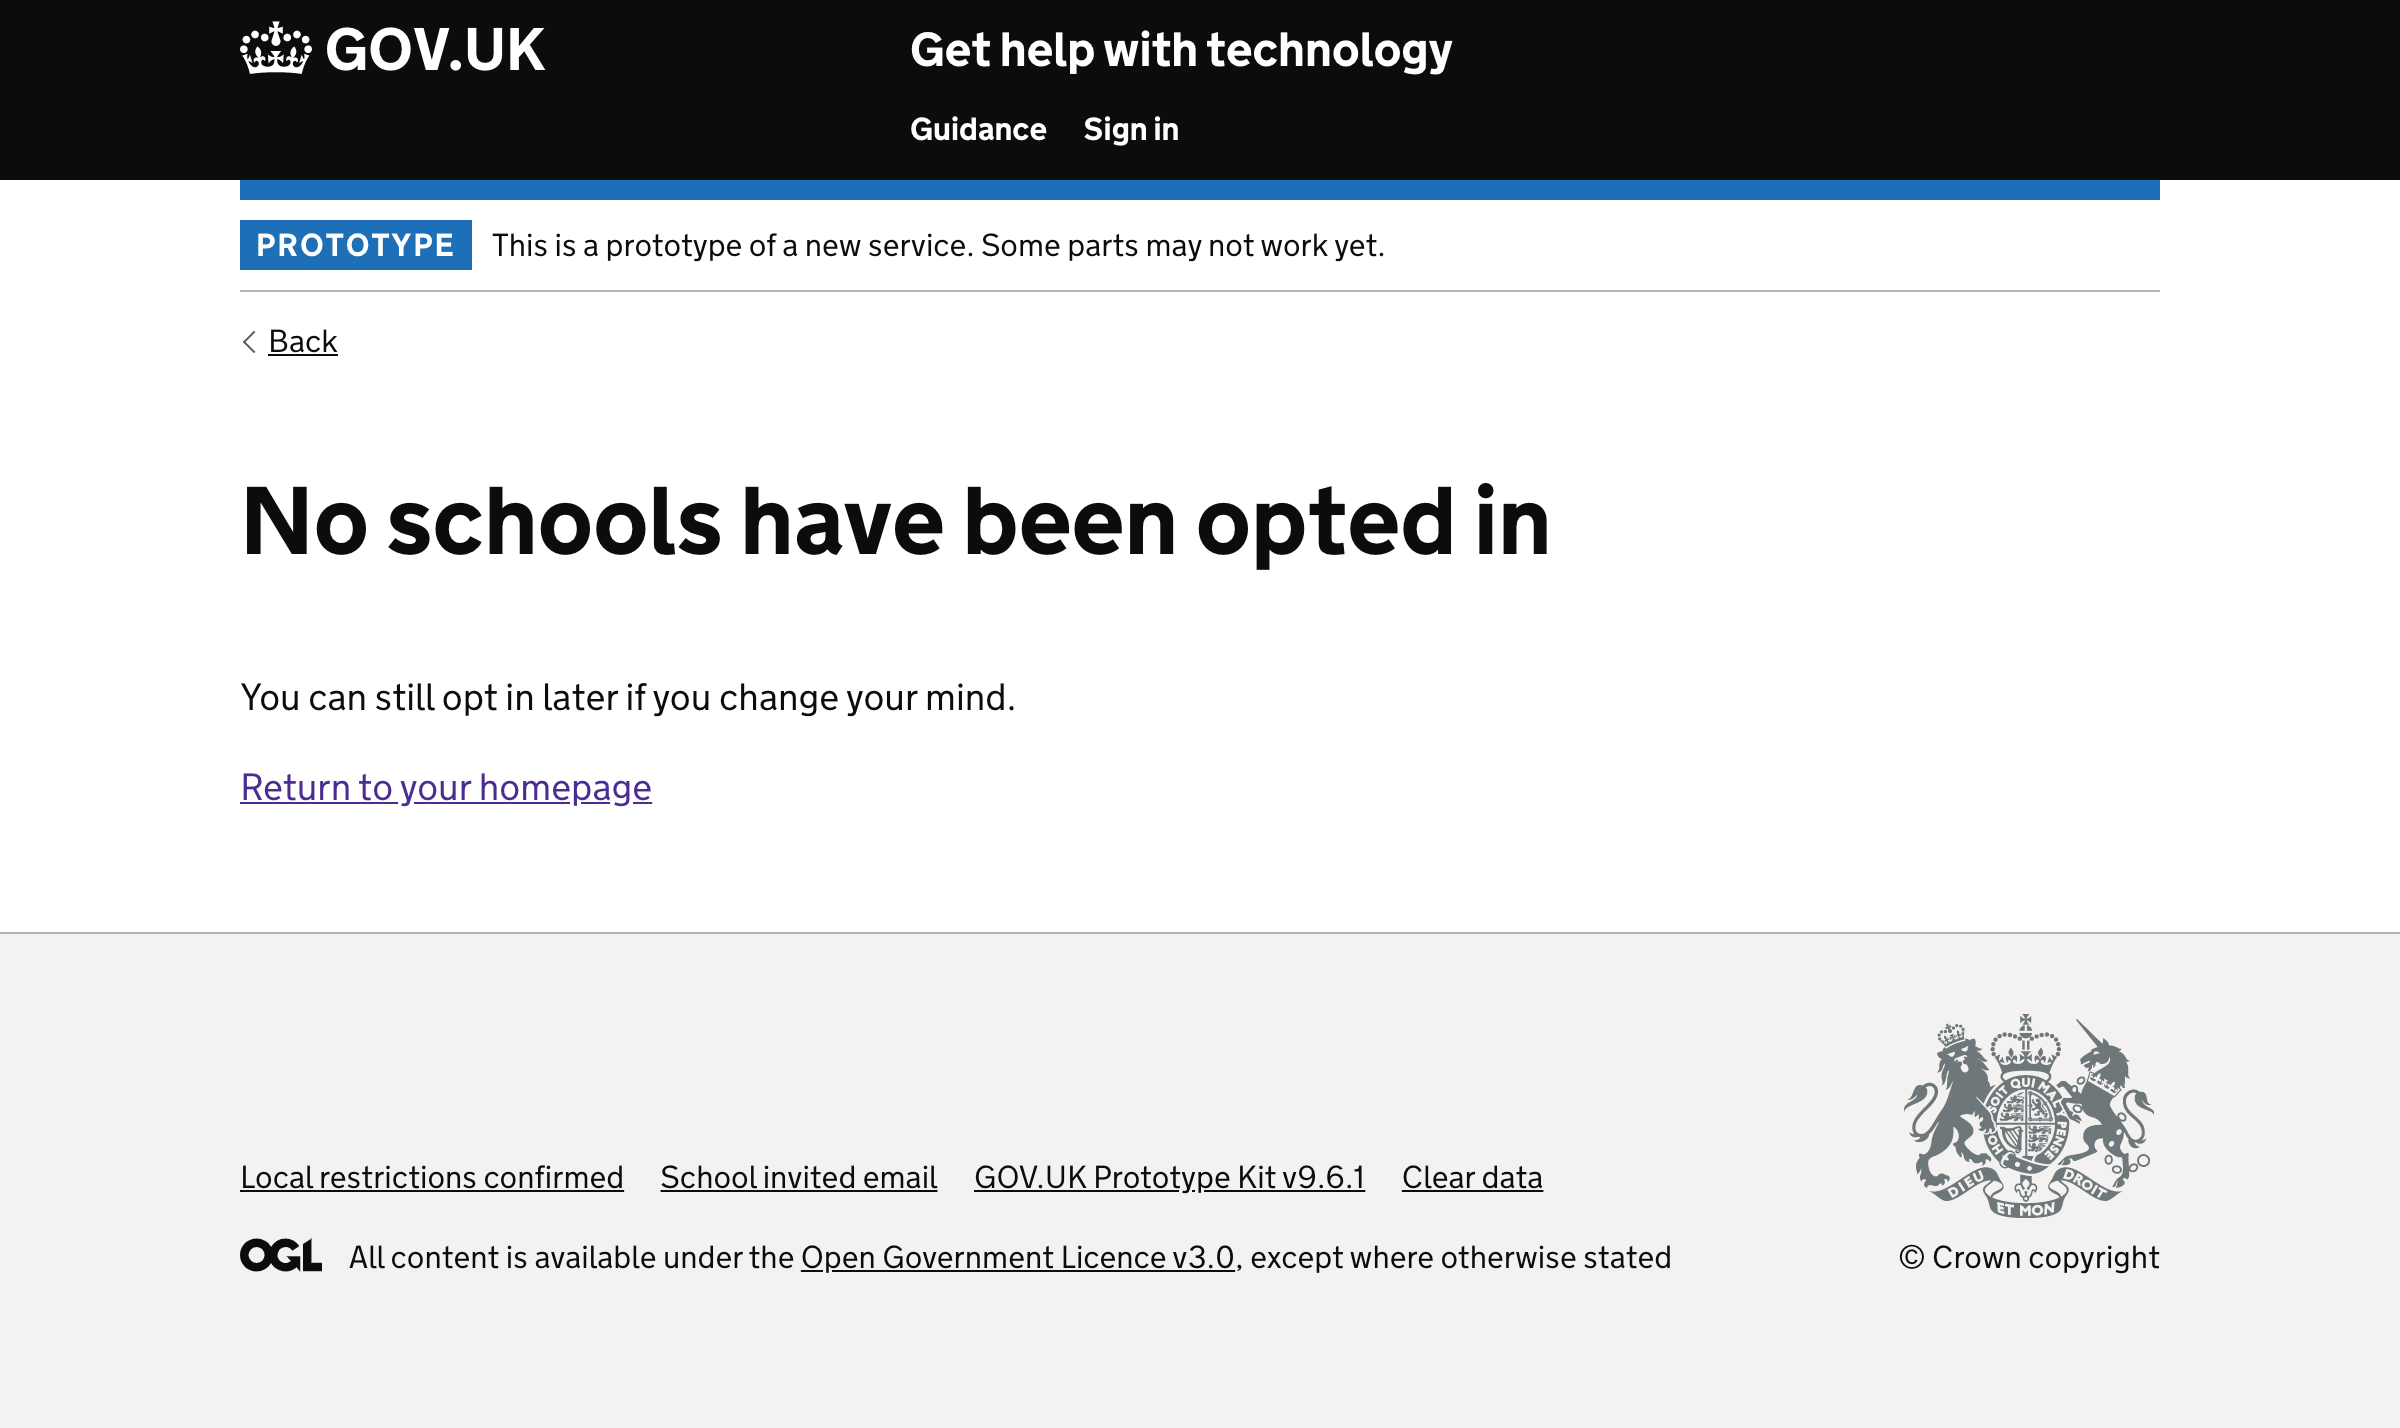 GOV.UK
Get help with technology
Guidance Sign in
PROTOTYPE This is a prototype of a new service. Some parts may not work yet.
Back
No schools have been opted in
You can still opt in later if you change your mind.
Return to your homepage
Local restrictions confirmed School invited email GOV.UK Prototype Kit v9.6.1 Clear data
SOIT QUI MAL
PENSE
DIEU
ET MON
DROIT
OGL All content is available under the Open Government Licence v3.0, except where otherwise stated
© Crown copyright